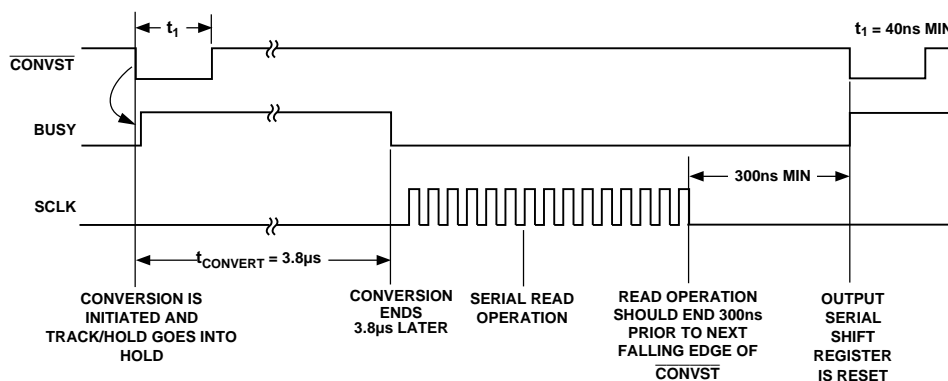 t1
t1 = 40ns MIN
CONVST
BUSY
300ns MIN
SCLK
tCONVERT = 3.8µs
CONVERSION IS
INITIATED AND
TRACK/HOLD GOES INTO
HOLD
CONVERSION
ENDS
3.8µs LATER
SERIAL READ
OPERATION
READ OPERATION
SHOULD END 300ns
PRIOR TO NEXT
FALLING EDGE OF
CONVST
OUTPUT
SERIAL
SHIFT
REGISTER
IS RESET